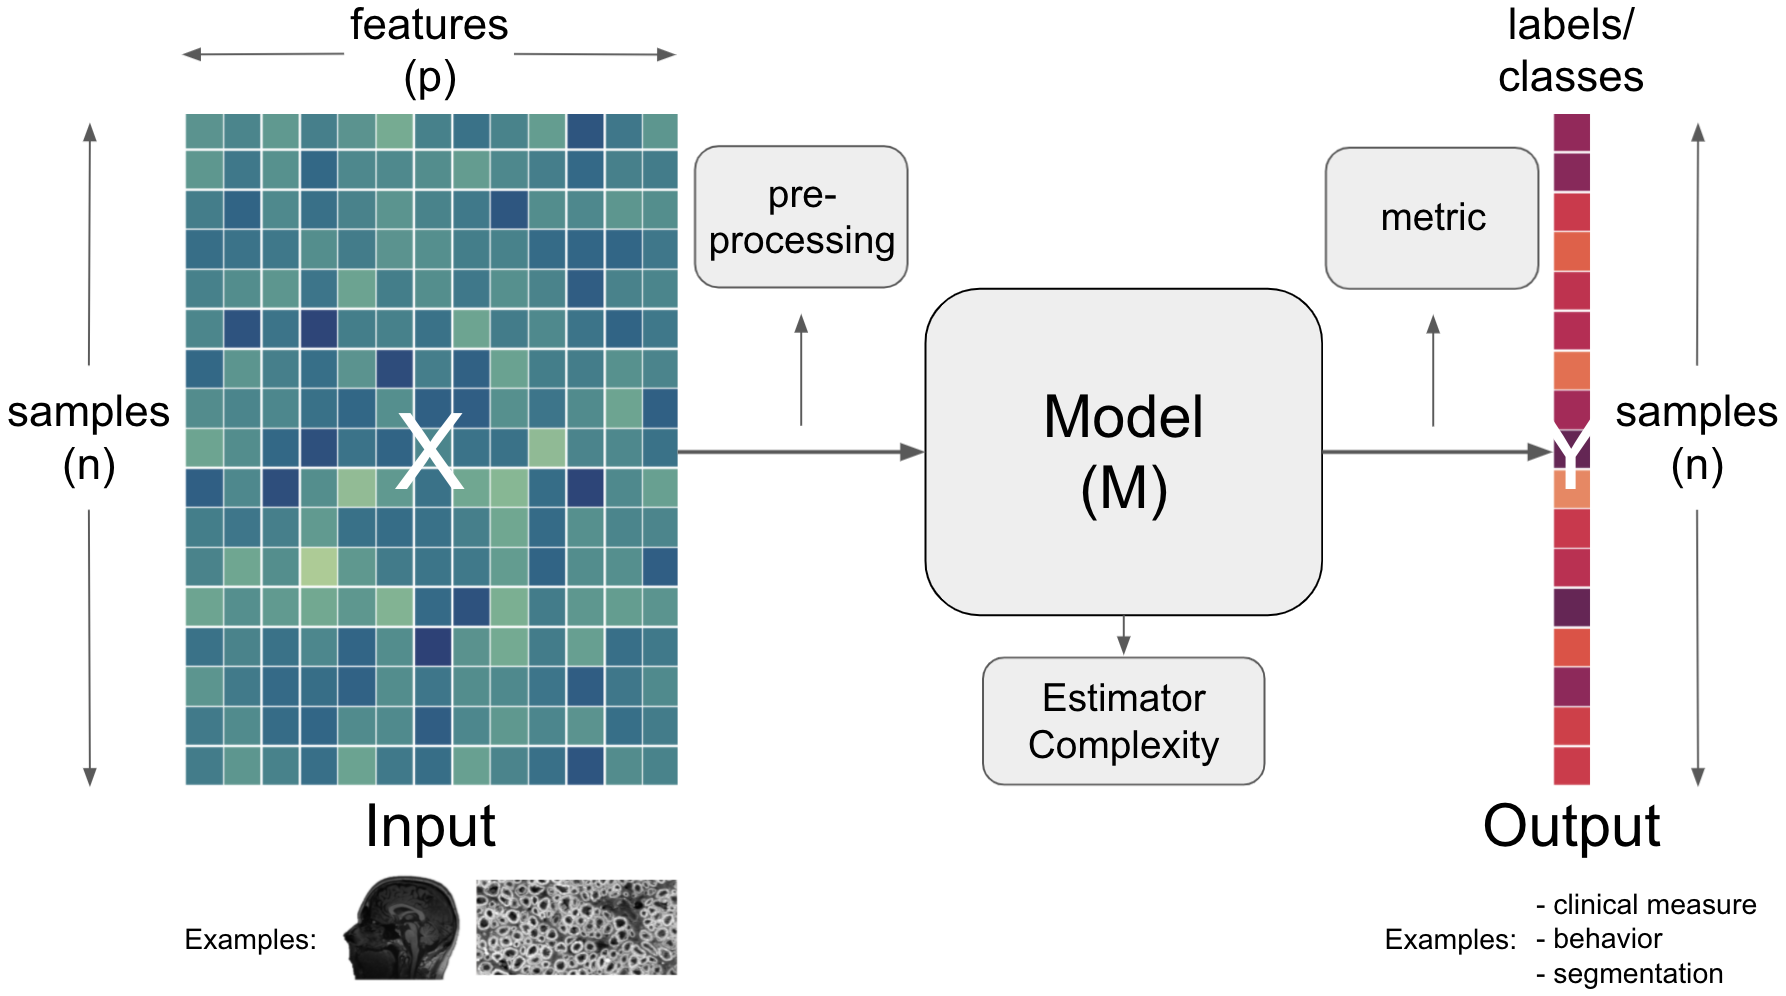 features
(p)
labels/
classes
pre-
processing
metric
samples
(n)
X
Model
(M)
Y
samples
(n)
Estimator
Complexity
Input
Output
Examples:
Examples:
- clinical measure
- behavior
- segmentation